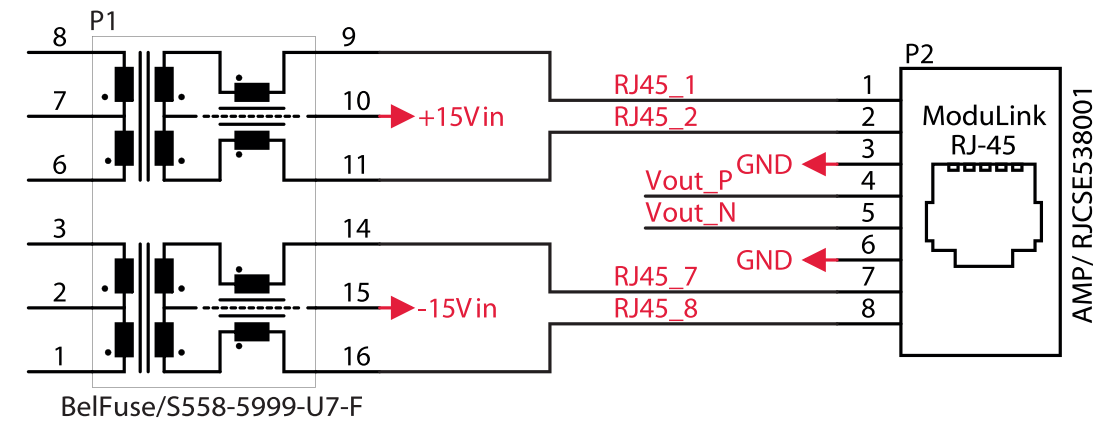 P1
8
9
7
10
+15Vin
6
11
3
14
2
15
-15Vin
1
16
BelFuse/S558-5999-U7-F
RJ45_1
RJ45_2
GND
Vout_P
Vout_N
GND
RJ45_7
RJ45_8
P2
1
2
3
4
5
6
7
8
ModuLink
RJ-45
AMP/ RJCSE538001